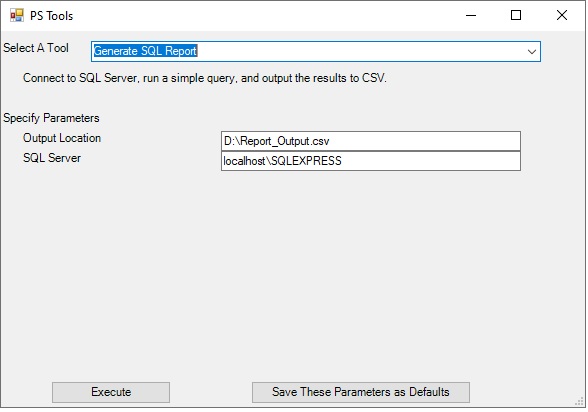 PS Tools
Select A Tool
Generate SQL Report
Connect to SQL Server, run a simple query, and output the results to CSV.
Specify Parameters
Output Location
D:\Report_Output.csv
SQL Server
localhost\SQLEXPRESS
Execute
Save These Parameters as Defaults